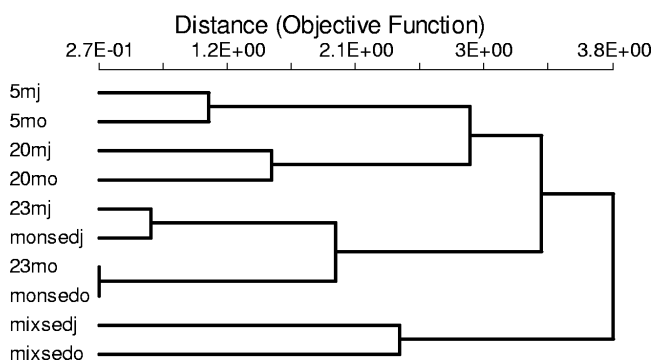 Distance (Objective Function)
2.7E-01 1.2E+00 2.1E+00 3E+00 3.8E+00
5mj
5mo
20mj
20mo
23mj
monsedj
23mo
monsedo
mixsedj
mixsedo